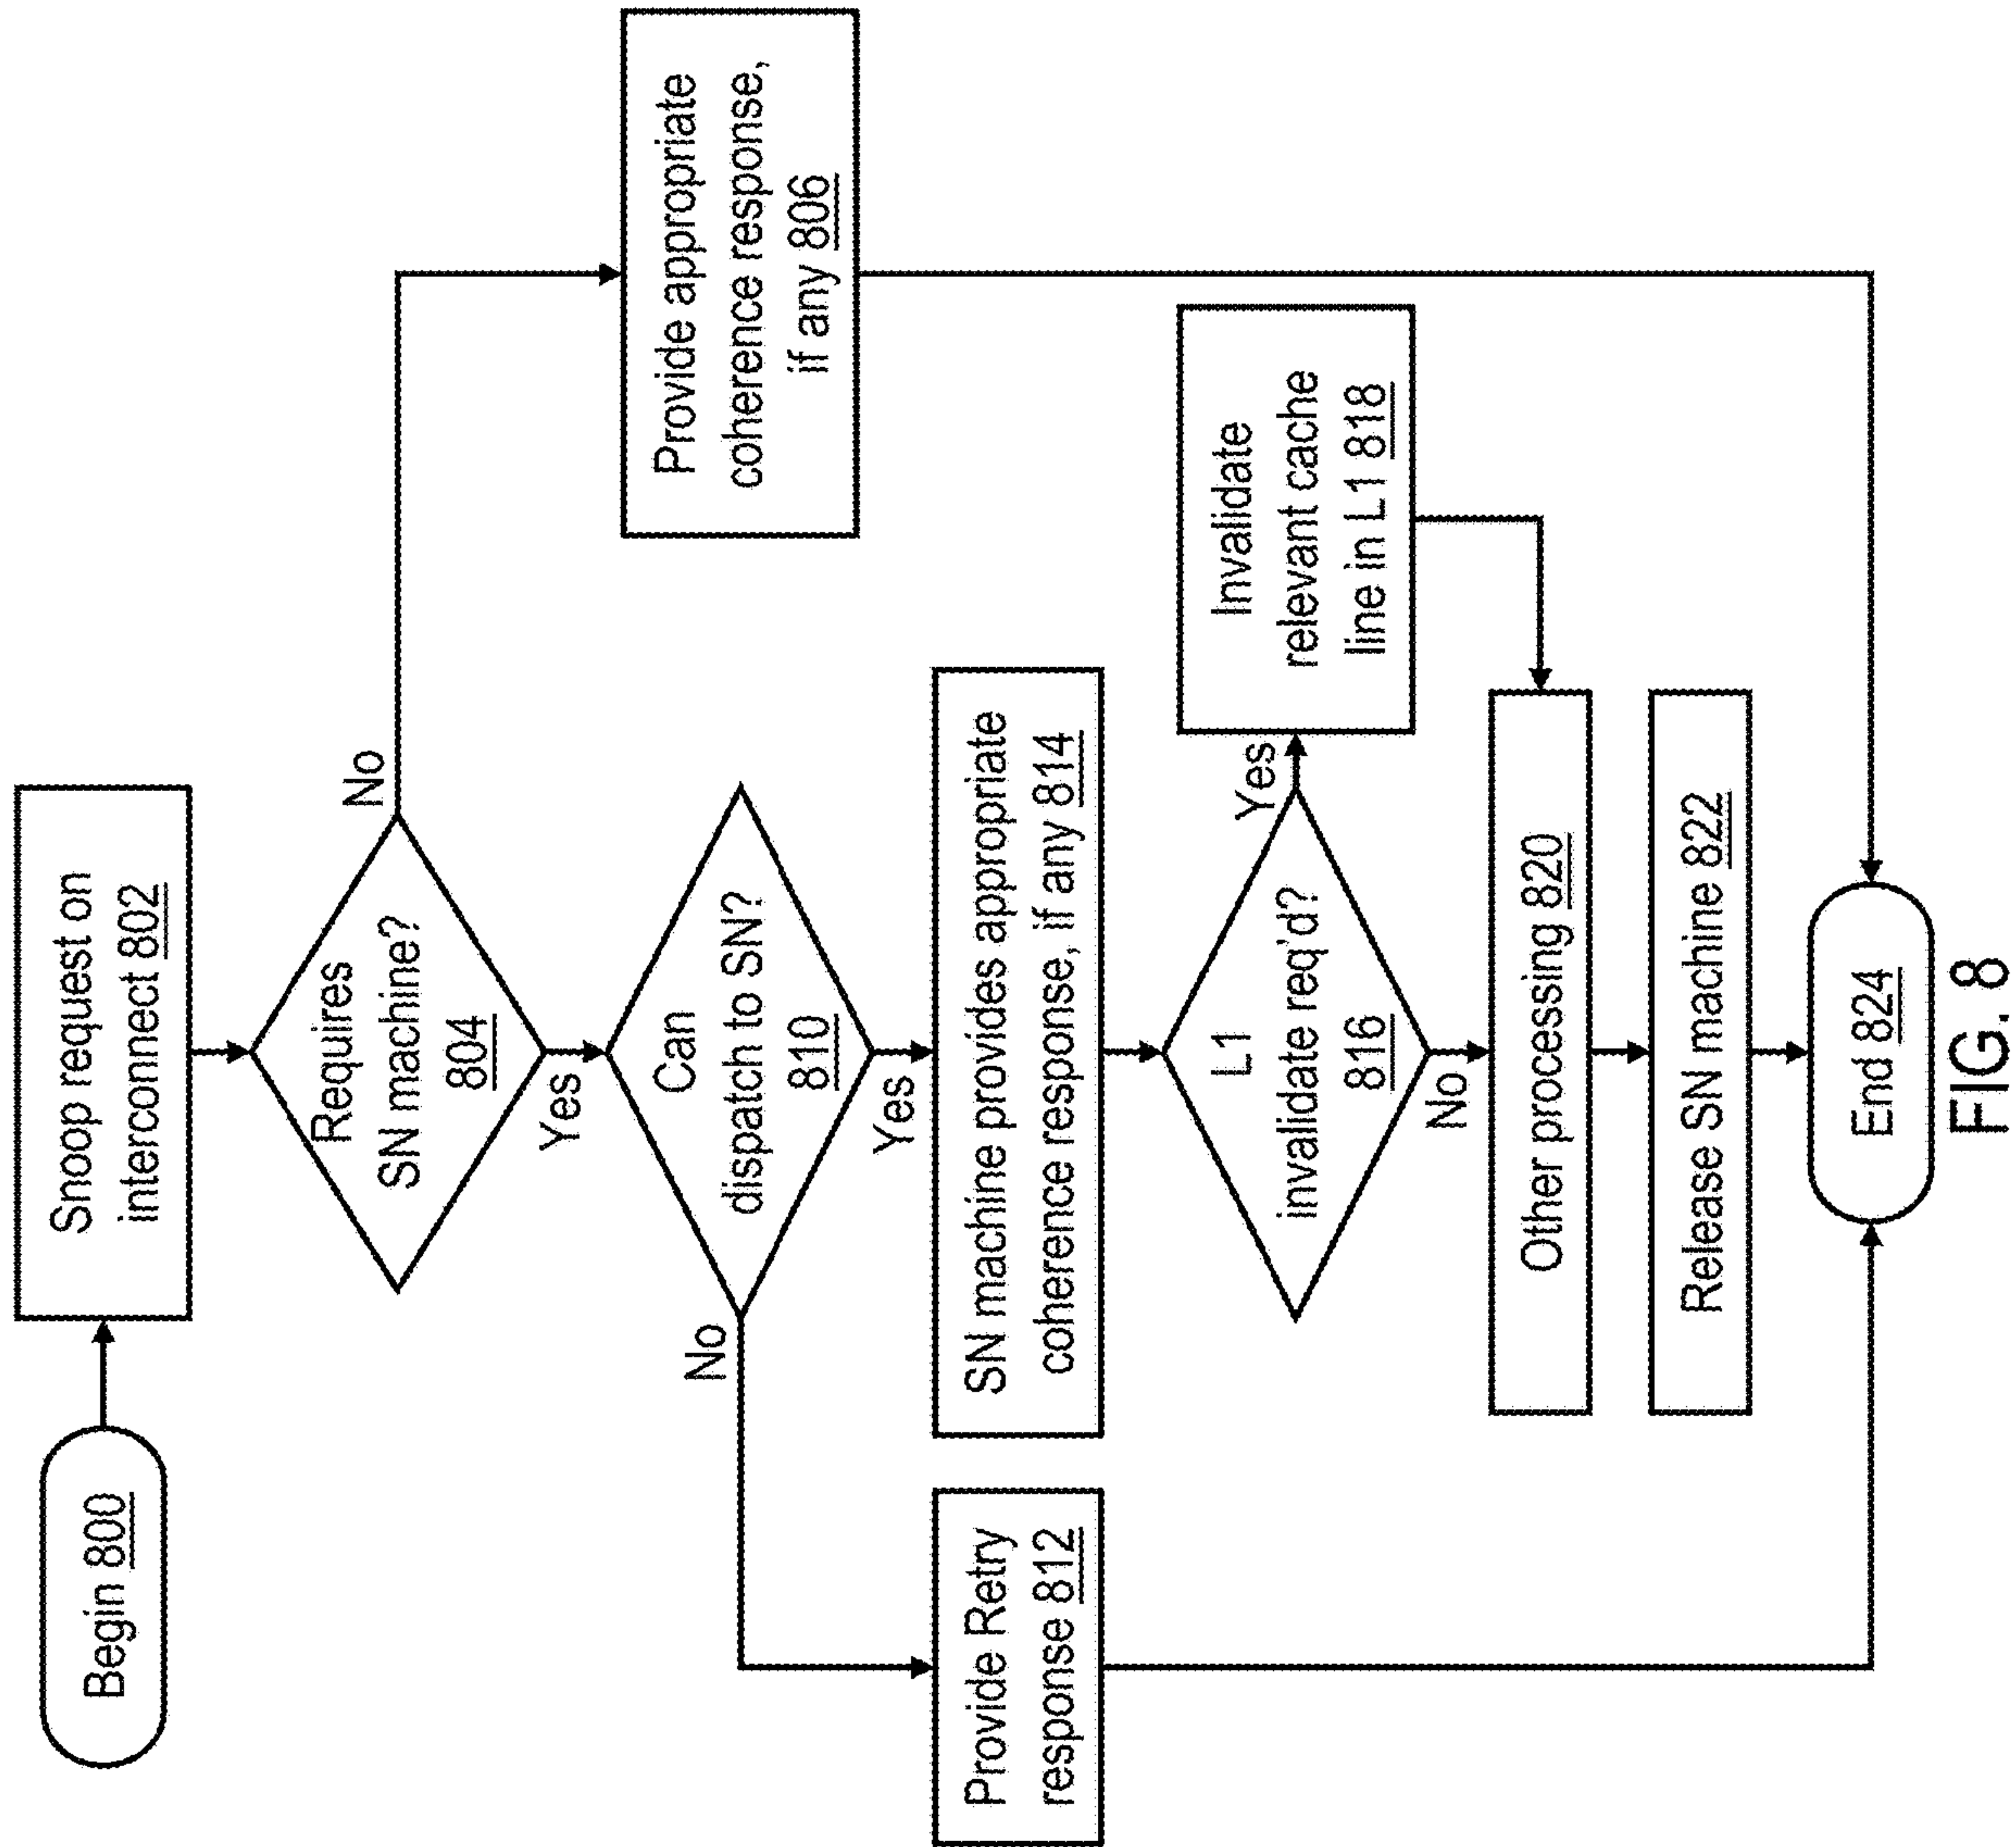 Begin 800
Snoop request on
interconnect 802
Requires
SN machine?
804
No
Yes
Provide appropriate
coherence response,
if any 806
Can
dispatch to SN?
810
No
Yes
Provide Retry
response 812
SN machine provides appropriate
coherence response, if any 814
L1
invalidate req'd?
816
Yes
No
Invalidate
relevant cache
line in L1 818
Other processing 820
Release SN machine 822
End 824
FIG. 8